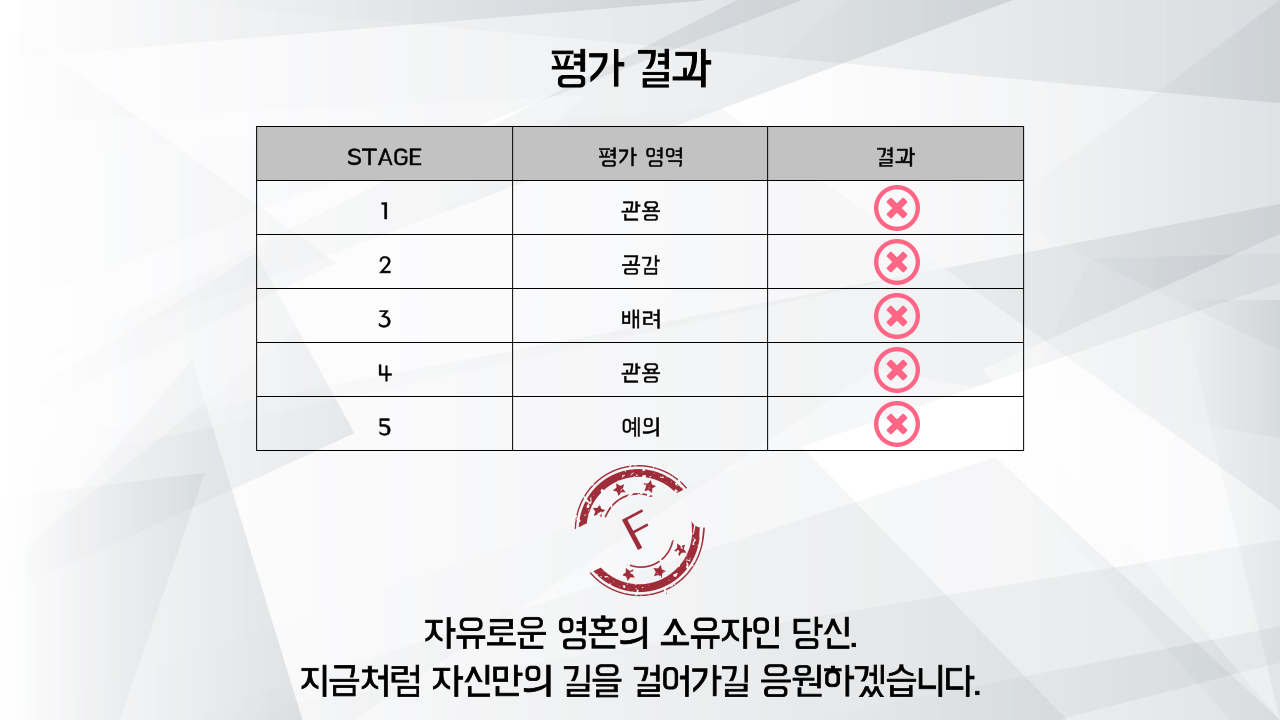 평가 결과
STAGE 평가 영역 결과
1 관용
2 공감
3 배려
4 관용
5 예의
F
자유로운 영혼의 소유자인 당신.
지금처럼 자신만의 길을 걸어가길 응원하겠습니다.